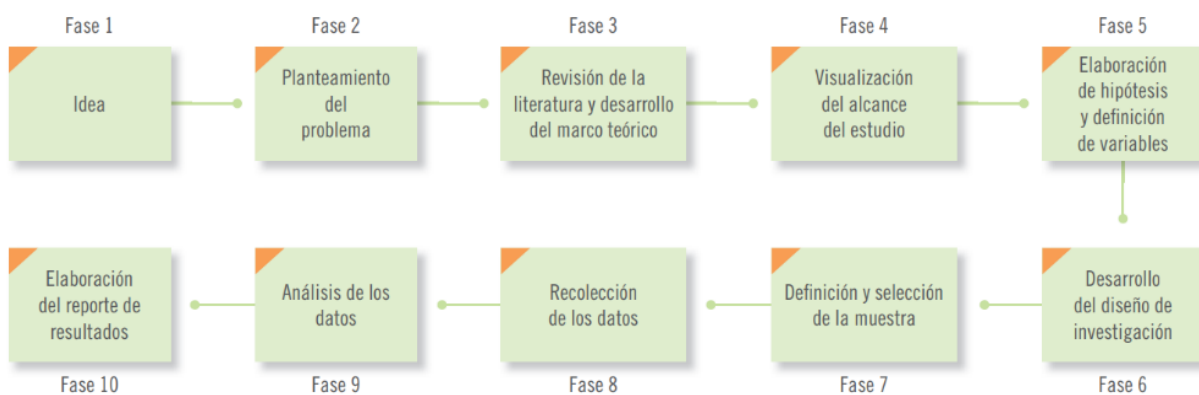 Fase 1
Idea
Fase 2
Planteamiento
del
problema
Fase 3
Revisión de la
literatura y desarrollo
del marco teórico
Fase 4
Visualización
del alcance
del estudio
Fase 5
Elaboración
de hipótesis
y definición
de variables
Desarrollo
del diseño de
investigación
Fase 6
Definición y selección
de la muestra
Fase 7
Recolección
de los datos
Fase 8
Análisis de los
datos
Fase 9
Elaboración
del reporte de
resultados
Fase 10